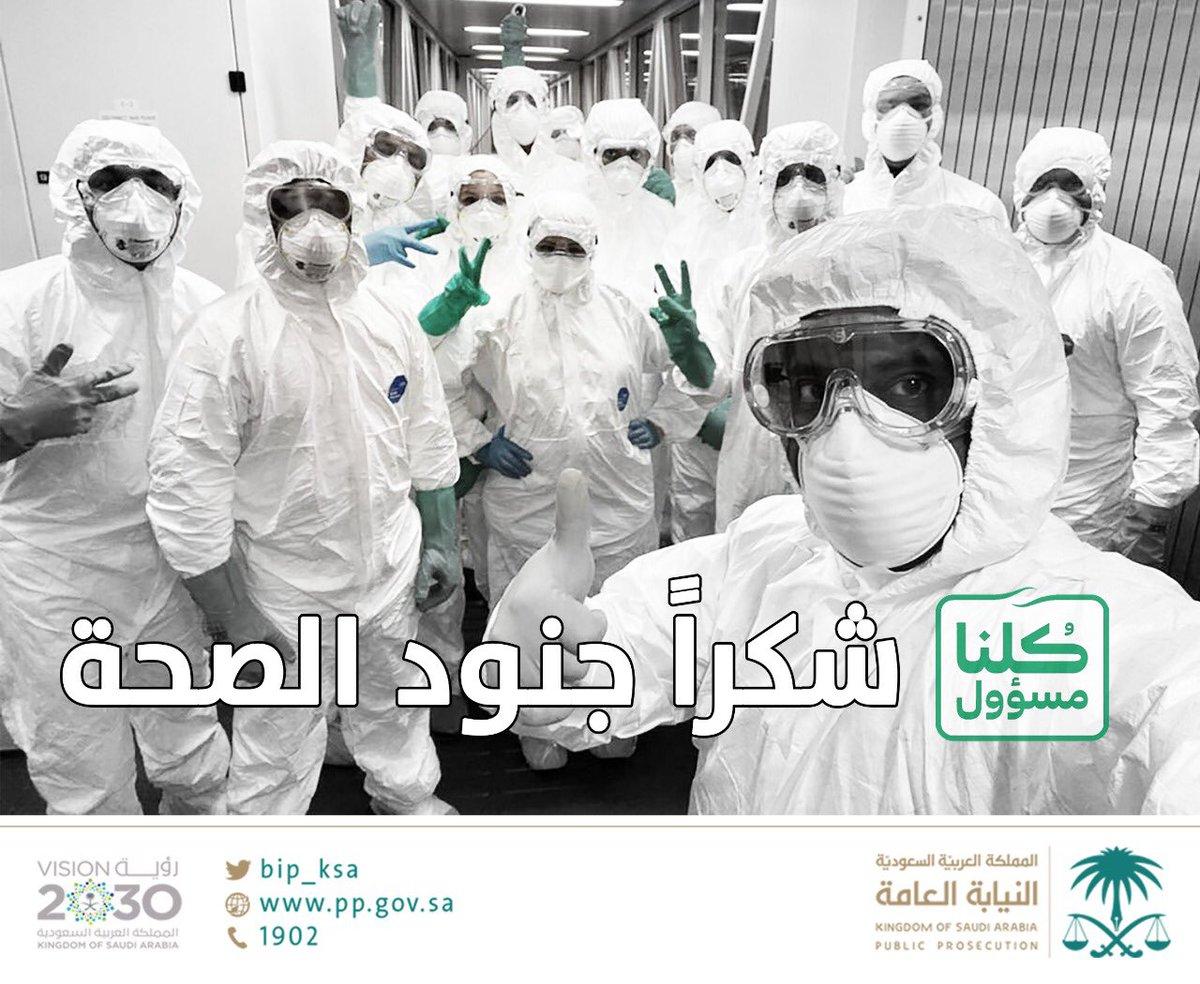 شكراً جنود الصحة
كُلنا
مسؤول
VISION رؤيــة
2030
المملكة العربية السعودية
KINGDOM OF SAUDI ARABIA
bip_ksa
www.pp.gov.sa
1902
المملكة العربية السعودية
النيابة العامة
KINGDOM OF SAUDI ARABIA
PUBLIC PROSECUTION